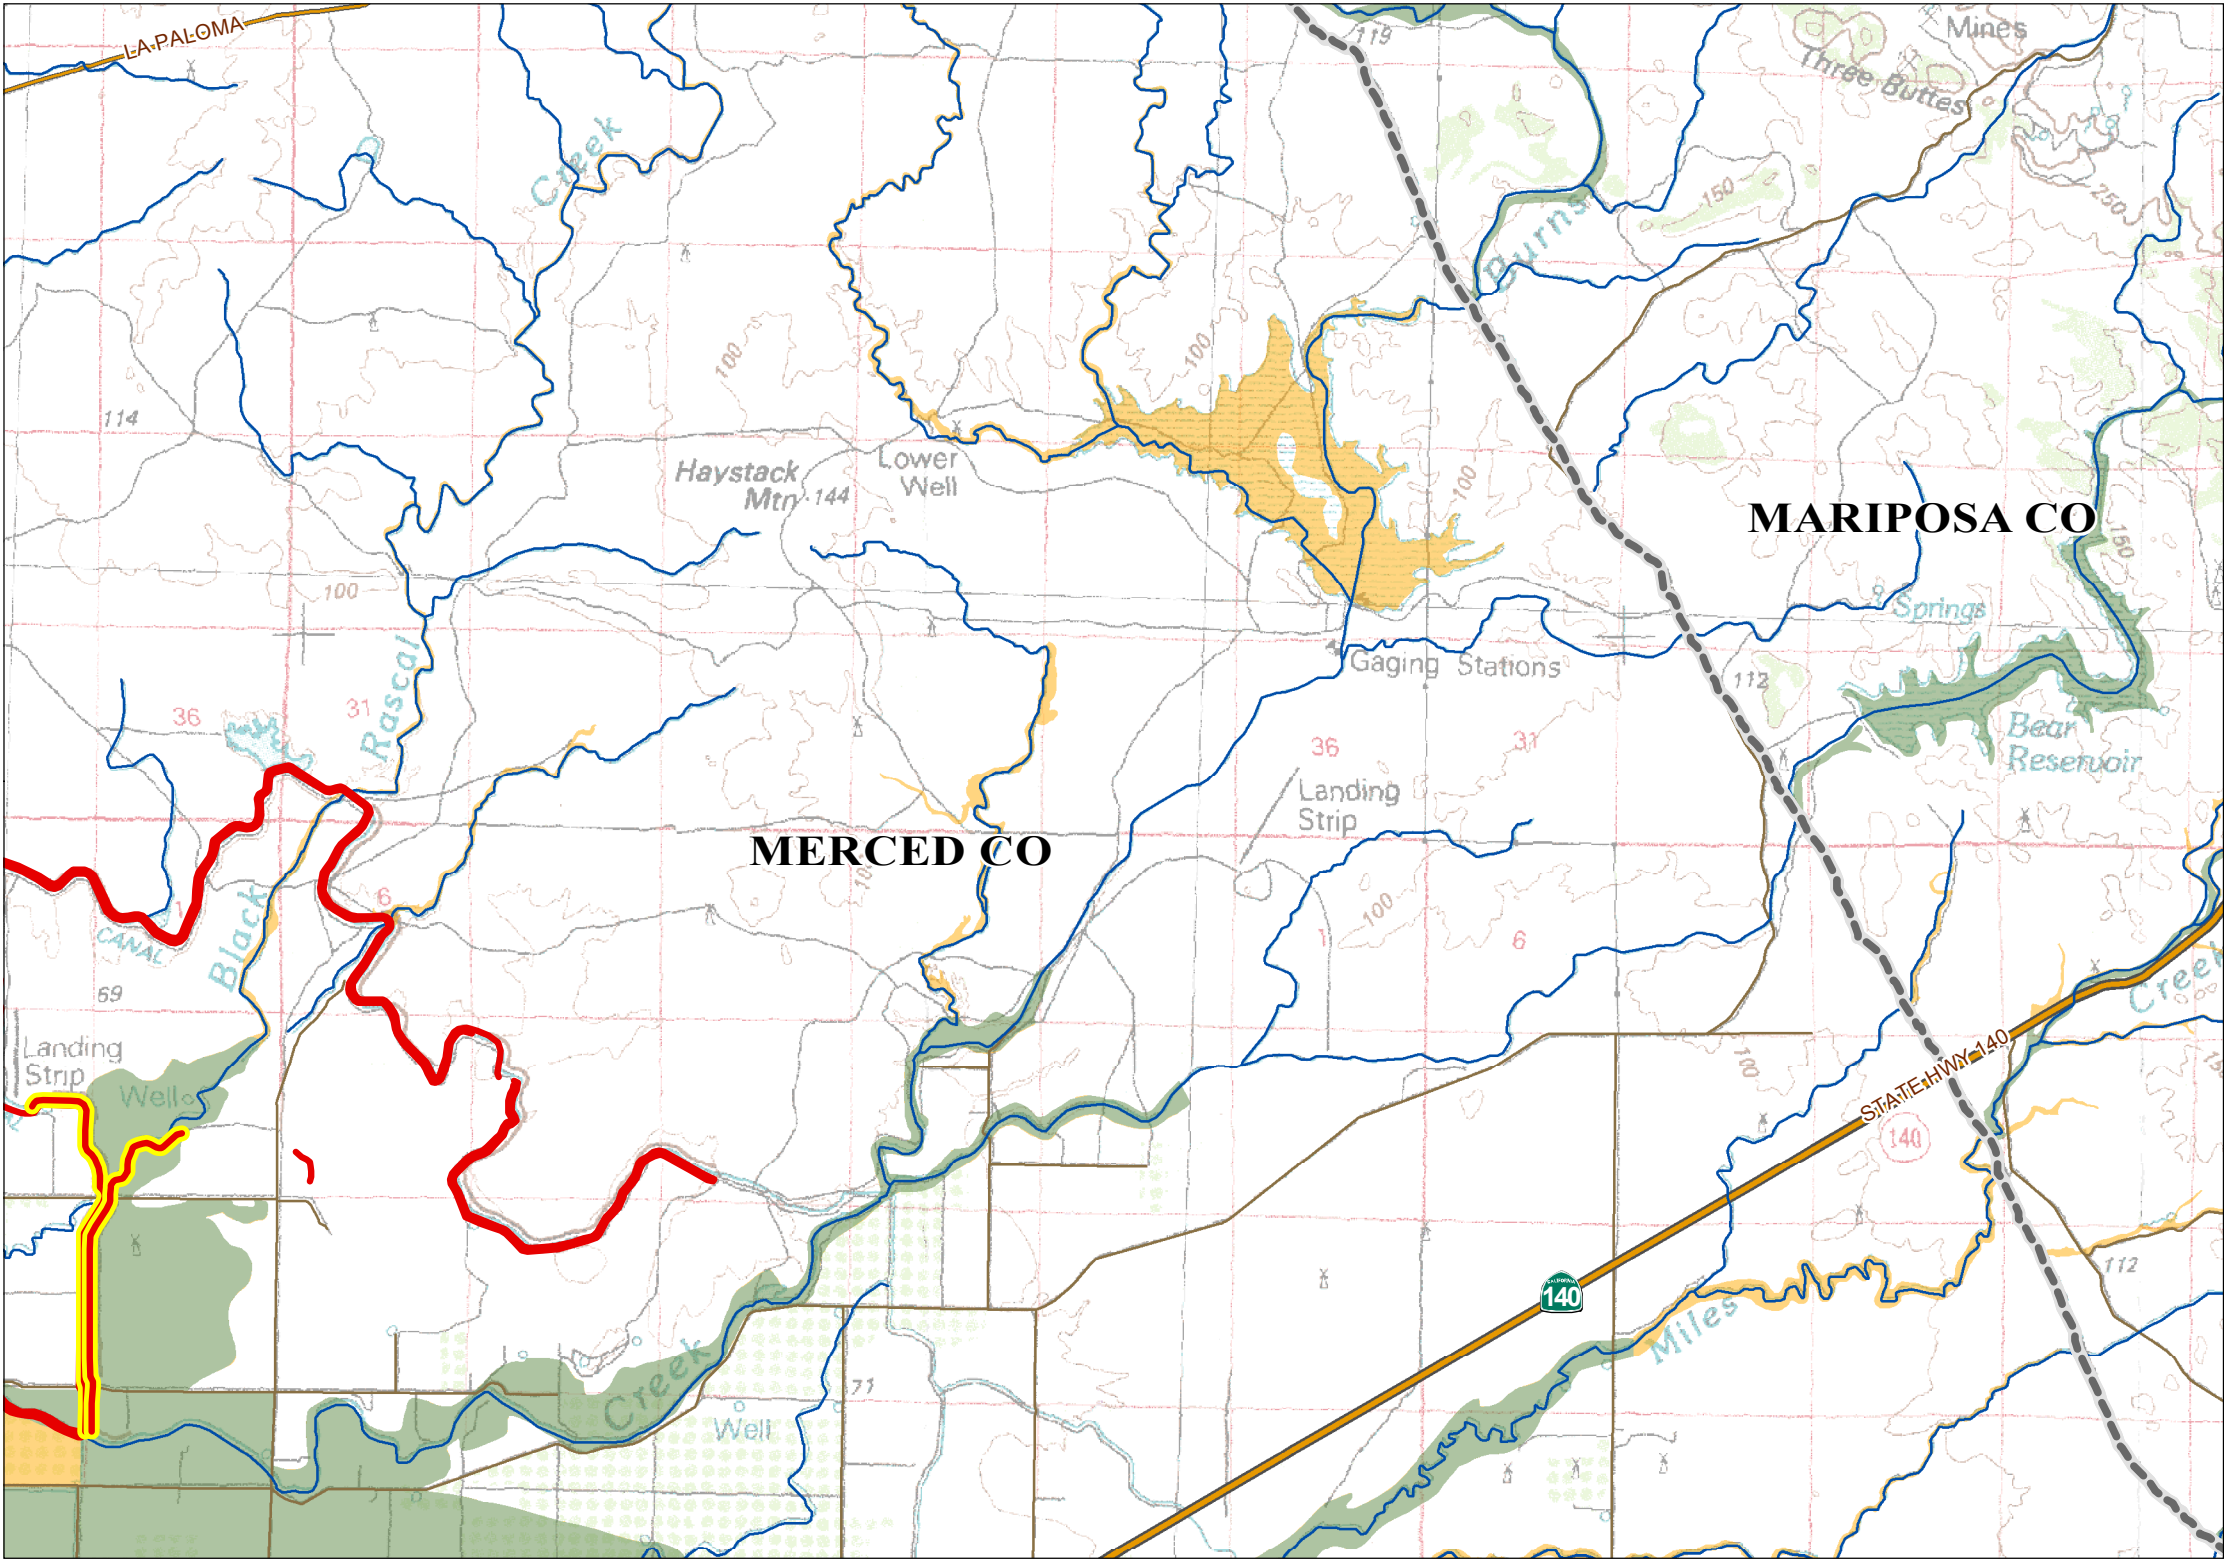 LA PALOMA
119
Mines
Three Buttes
Creek
150
250
Burns
100
100
114
Haystack
Mtn 144
Lower
Well
100
MARIPOSA CO
150
100
Springs
Rascal
Gaging Stations
112
36
31
36
31
Bear
Reservoir
Landing
Strip
MERCED CO
6
1
CANAL
Black
100
1
6
69
Creek
Landing
Strip
Well
100
STATE HWY 140
140
112
140
Miles
Creek
71
Well